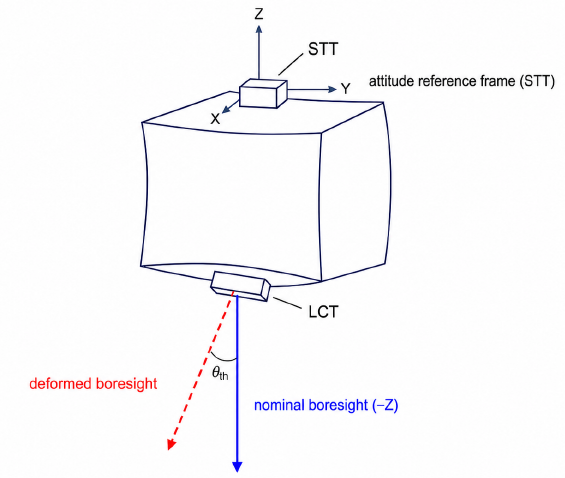 Z
STT
Y
attitude reference frame (STT)
X
LCT
θth
deformed boresight
nominal boresight (–Z)